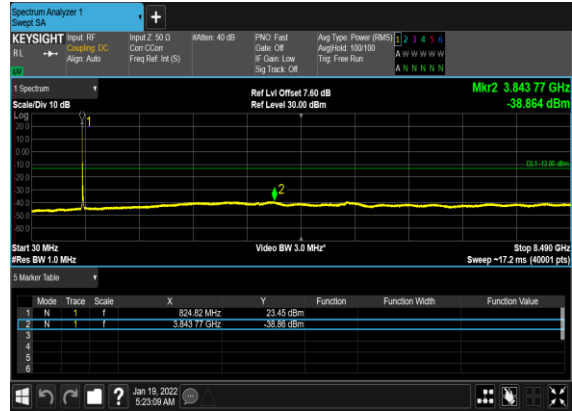 Spectrum Analyzer 1
Swept SA
+
KEYSIGHT Input: RF Input Z: 50 Ω #Atten: 40 dB PNO: Fast Avg Type: Power (RMS) 1 2 3 4 5 6
R L Coupling: DC Corr CCorr Gate: Off Avg|Hold: 100/100 A W W W W W
Align: Auto Freq Ref: Int (S) IF Gain: Low Trig: Free Run
Sig Track: Off A N N N N N
1 Spectrum Ref Lvl Offset 7.60 dB Mkr2 3.843 77 GHz
Scale/Div 10 dB Ref Level 30.00 dBm -38.864 dBm
Log
1
20.0
10.0
0.00
-10.0
DL1 -13.00 dBm
-20.0
-30.0
2
-40.0
-50.0
-60.0
Start 30 MHz Video BW 3.0 MHz* Stop 8.490 GHz
#Res BW 1.0 MHz Sweep ~17.2 ms (40001 pts)
5 Marker Table
Mode Trace Scale X Y Function Function Width Function Value
1 N 1 f 824.82 MHz 23.45 dBm
2 N 1 f 3.843 77 GHz -38.86 dBm
3
4
5
6
? Jan 19, 2022
5:23:09 AM